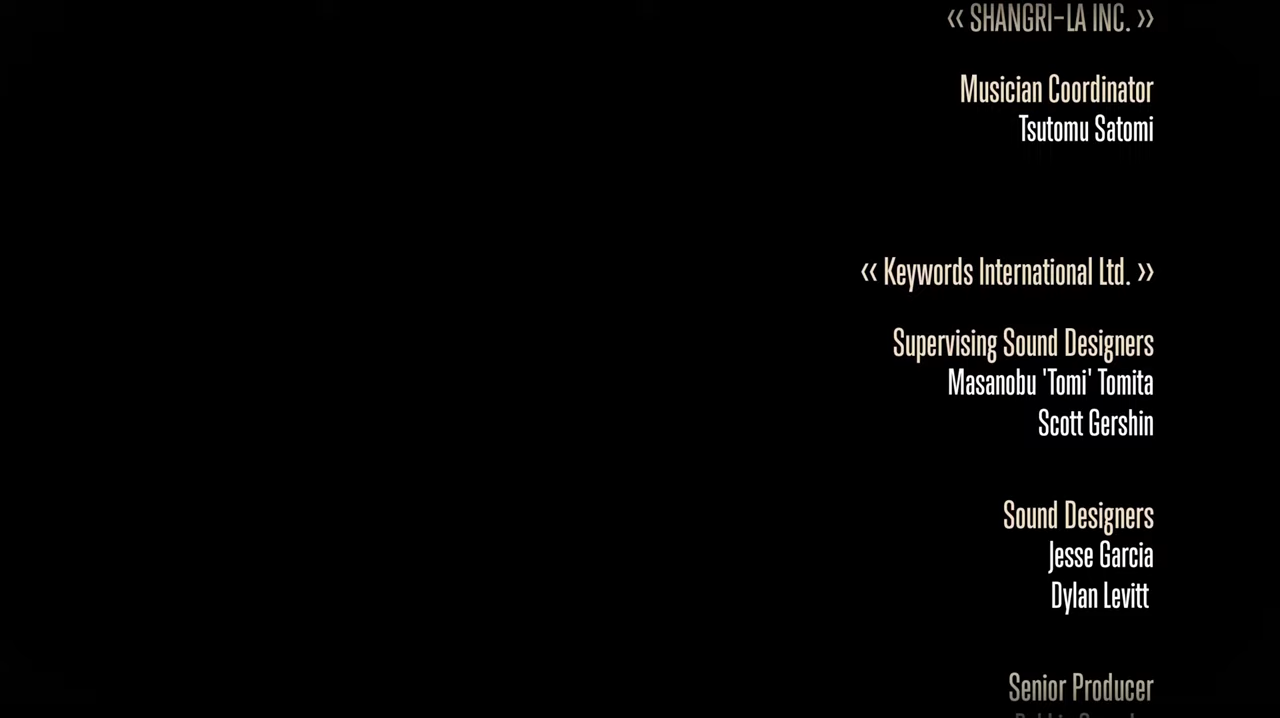 ‹‹ SHANGRI-LA INC. ››
Musician Coordinator
Tsutomu Satomi
‹‹ Keywords International Ltd. ››
Supervising Sound Designers
Masanobu 'Tomi' Tomita
Scott Gershin
Sound Designers
Jesse Garcia
Dylan Levitt
Senior Producer